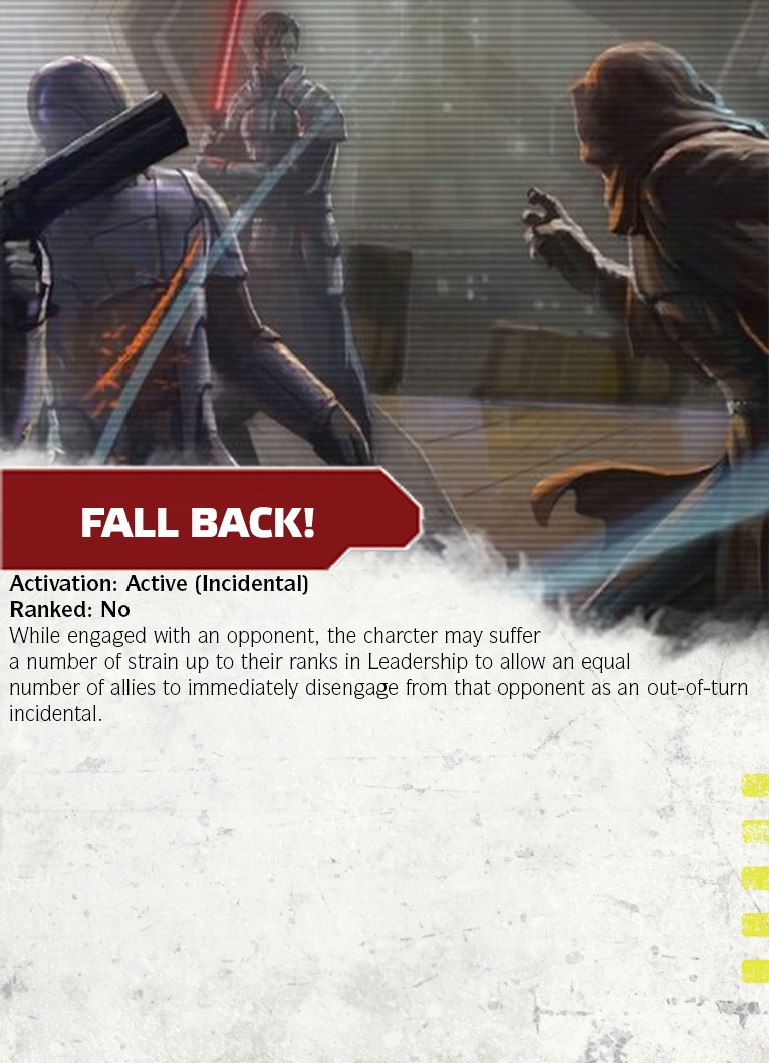 FALL BACK!
Activation: Active (Incidental)
Ranked: No
While engaged with an opponent, the charcter may suffer
a number of strain up to their ranks in Leadership to allow an equal
number of allies to immediately disengage from that opponent as an out-of-turn
incidental.